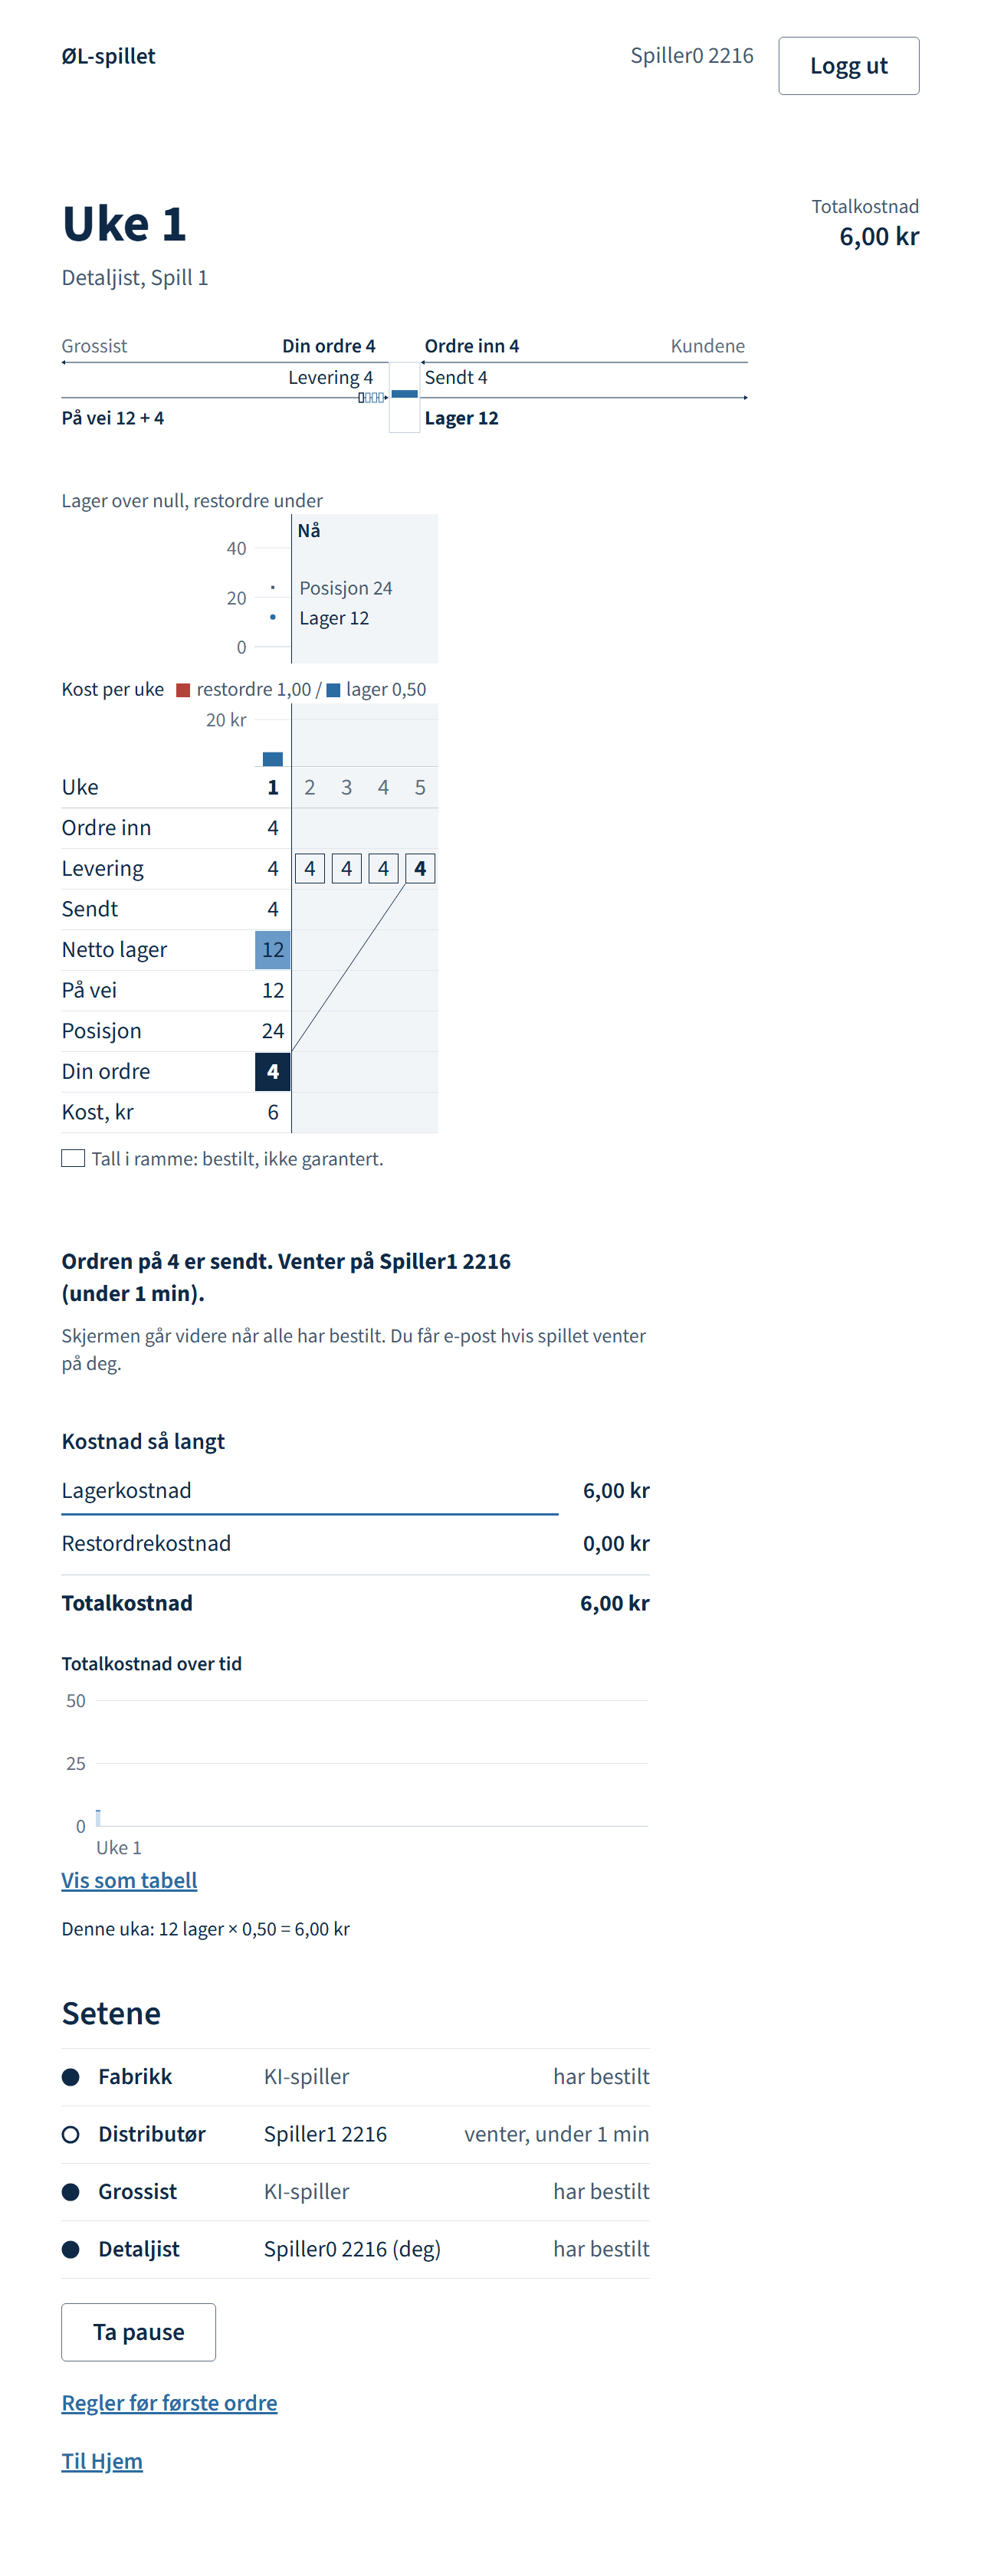 ØL-spillet
Spiller0 2216
Logg ut
Uke 1
Totalkostnad
6,00 kr
Detaljist, Spill 1
Grossist
Din ordre 4
Ordre inn 4
Kundene
Levering 4
Sendt 4
På vei 12 + 4
Lager 12
Lager over null, restordre under
Nå
40
Posisjon 24
20
Lager 12
0
Kost per uke restordre 1,00 / lager 0,50
20 kr
Uke 1 2 3 4 5
Ordre inn 4
Levering 4 4 4 4 4
Sendt 4
Netto lager 12
På vei 12
Posisjon 24
Din ordre 4
Kost, kr 6
Tall i ramme: bestilt, ikke garantert.
Ordren på 4 er sendt. Venter på Spiller1 2216
(under 1 min).
Skjermen går videre når alle har bestilt. Du får e-post hvis spillet venter
på deg.
Kostnad så langt
Lagerkostnad 6,00 kr
Restordrekostnad 0,00 kr
Totalkostnad 6,00 kr
Totalkostnad over tid
50
25
0
Uke 1
Vis som tabell
Denne uka: 12 lager × 0,50 = 6,00 kr
Setene
Fabrikk KI-spiller har bestilt
Distributør Spiller1 2216 venter, under 1 min
Grossist KI-spiller har bestilt
Detaljist Spiller0 2216 (deg) har bestilt
Ta pause
Regler før første ordre
Til Hjem